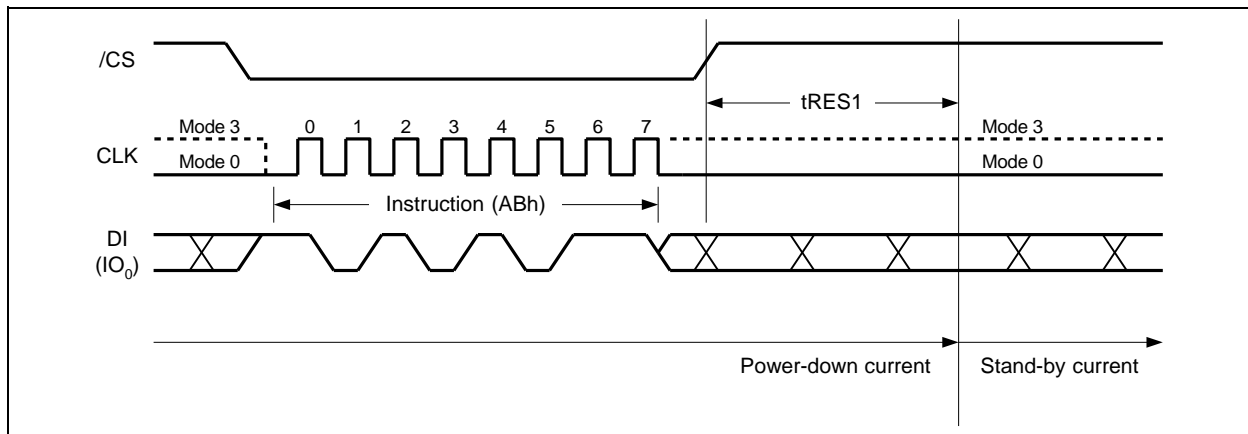 /CS
tRES1
Mode 3 0 1 2 3 4 5 6 7 Mode 3
CLK
Mode 0 Mode 0
Instruction (ABh)
DI
(IO0)
Power-down current Stand-by current